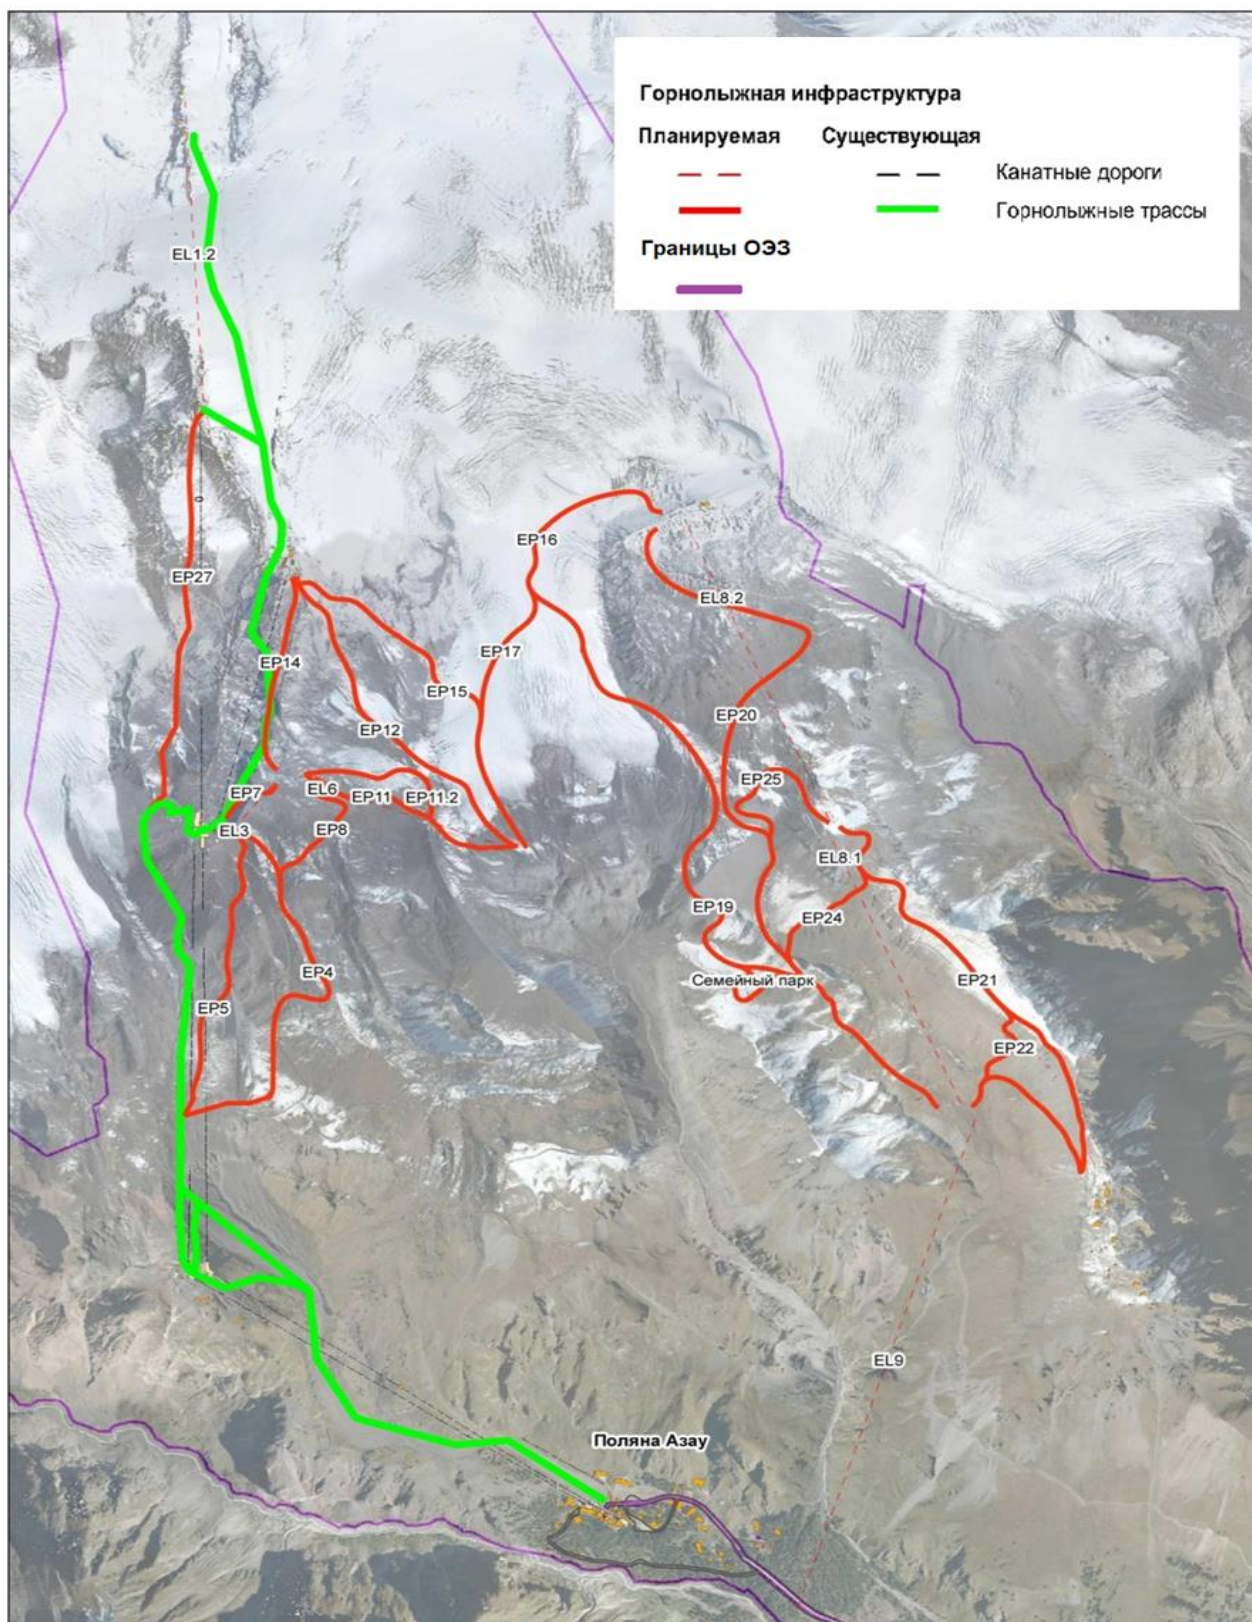 Горнолыжная инфраструктура
Планируемая Существующая
Канатные дороги
Горнолыжные трассы
Границы ОЭЗ
EL1.2
EP16
EP27
EL8.2
EP14
EP17
EP15
EP20
EP12
EP25
EP7
EL6
EP11
EP11.2
EL3
EP8
EL8.1
EP19
EP24
EP4
Семейный парк
EP21
EP5
EP22
EL9
Поляна Азау